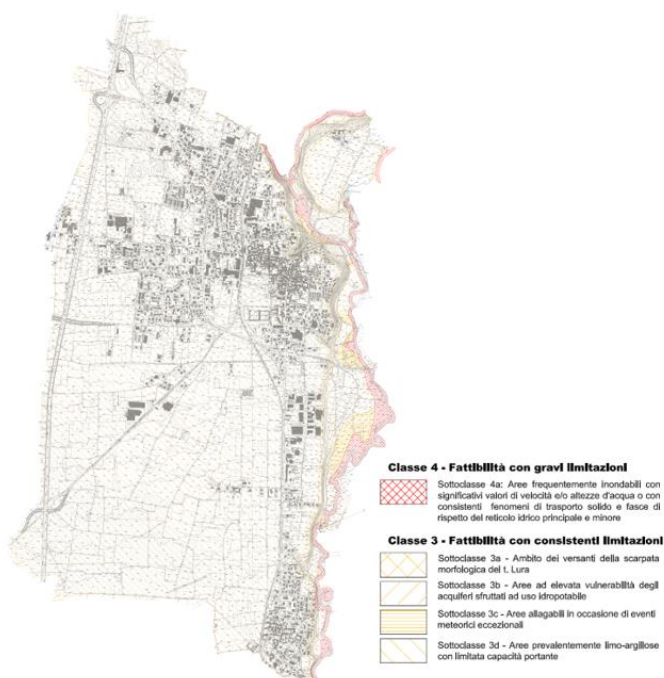 Classe 4 - Fattibilità con gravi limitazioni
Sottoclasse 4a: Aree frequentemente inondabili con
significativi valori di velocità e/o altezze d'acqua o con
consistenti fenomeni di trasporto solido e fasce di
rispetto del reticolo idrico principale e minore
Classe 3 - Fattibilità con consistenti limitazioni
Sottoclasse 3a - Ambito dei versanti della scarpata
morfologica del t. Lura
Sottoclasse 3b - Aree ad elevata vulnerabilità degli
acquiferi sfruttati ad uso idropotabile
Sottoclasse 3c - Aree allagabili in occasione di eventi
meteorici eccezionali
Sottoclasse 3d - Aree prevalentemente limo-argillose
con limitata capacità portante